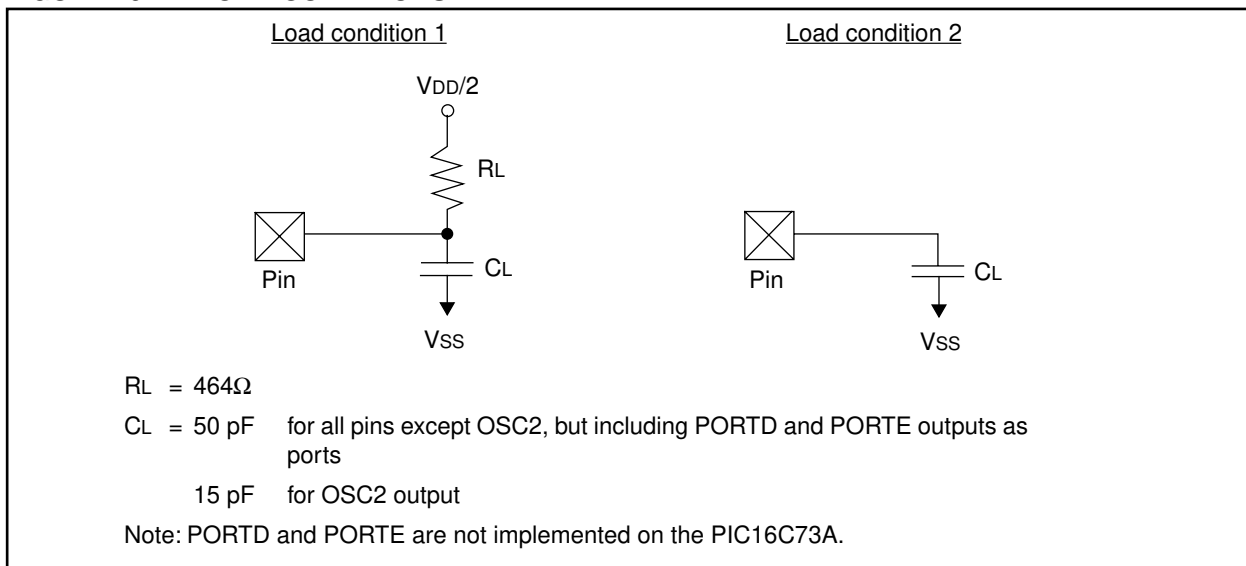 Load condition 1
Load condition 2
VDD/2
RL
Pin
CL
VSS
Pin
CL
VSS
RL = 464Ω
CL = 50 pF for all pins except OSC2, but including PORTD and PORTE outputs as
ports
15 pF for OSC2 output
Note: PORTD and PORTE are not implemented on the PIC16C73A.